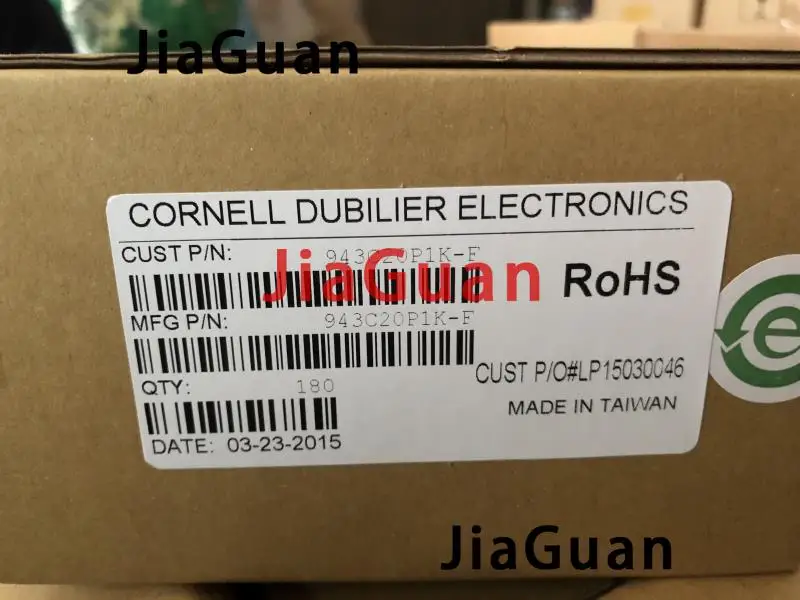 JiaGuan
CORNELL DUBILIER ELECTRONICS
CUST P/N: 943C20P1K-F
JiaGuan
RoHS
MFG P/N: 943C20P1K-F
CUST P/O#LP15030046
QTY: 180
MADE IN TAIWAN
DATE: 03-23-2015
e
JiaGuan